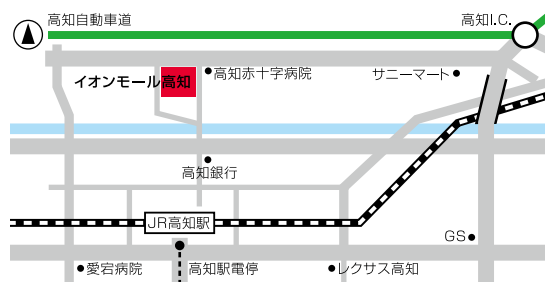 高知自動車道
高知I.C.
イオンモール高知
高知赤十字病院
サニーマート
高知銀行
JR高知駅
GS
愛宕病院
高知駅電停
レクサス高知